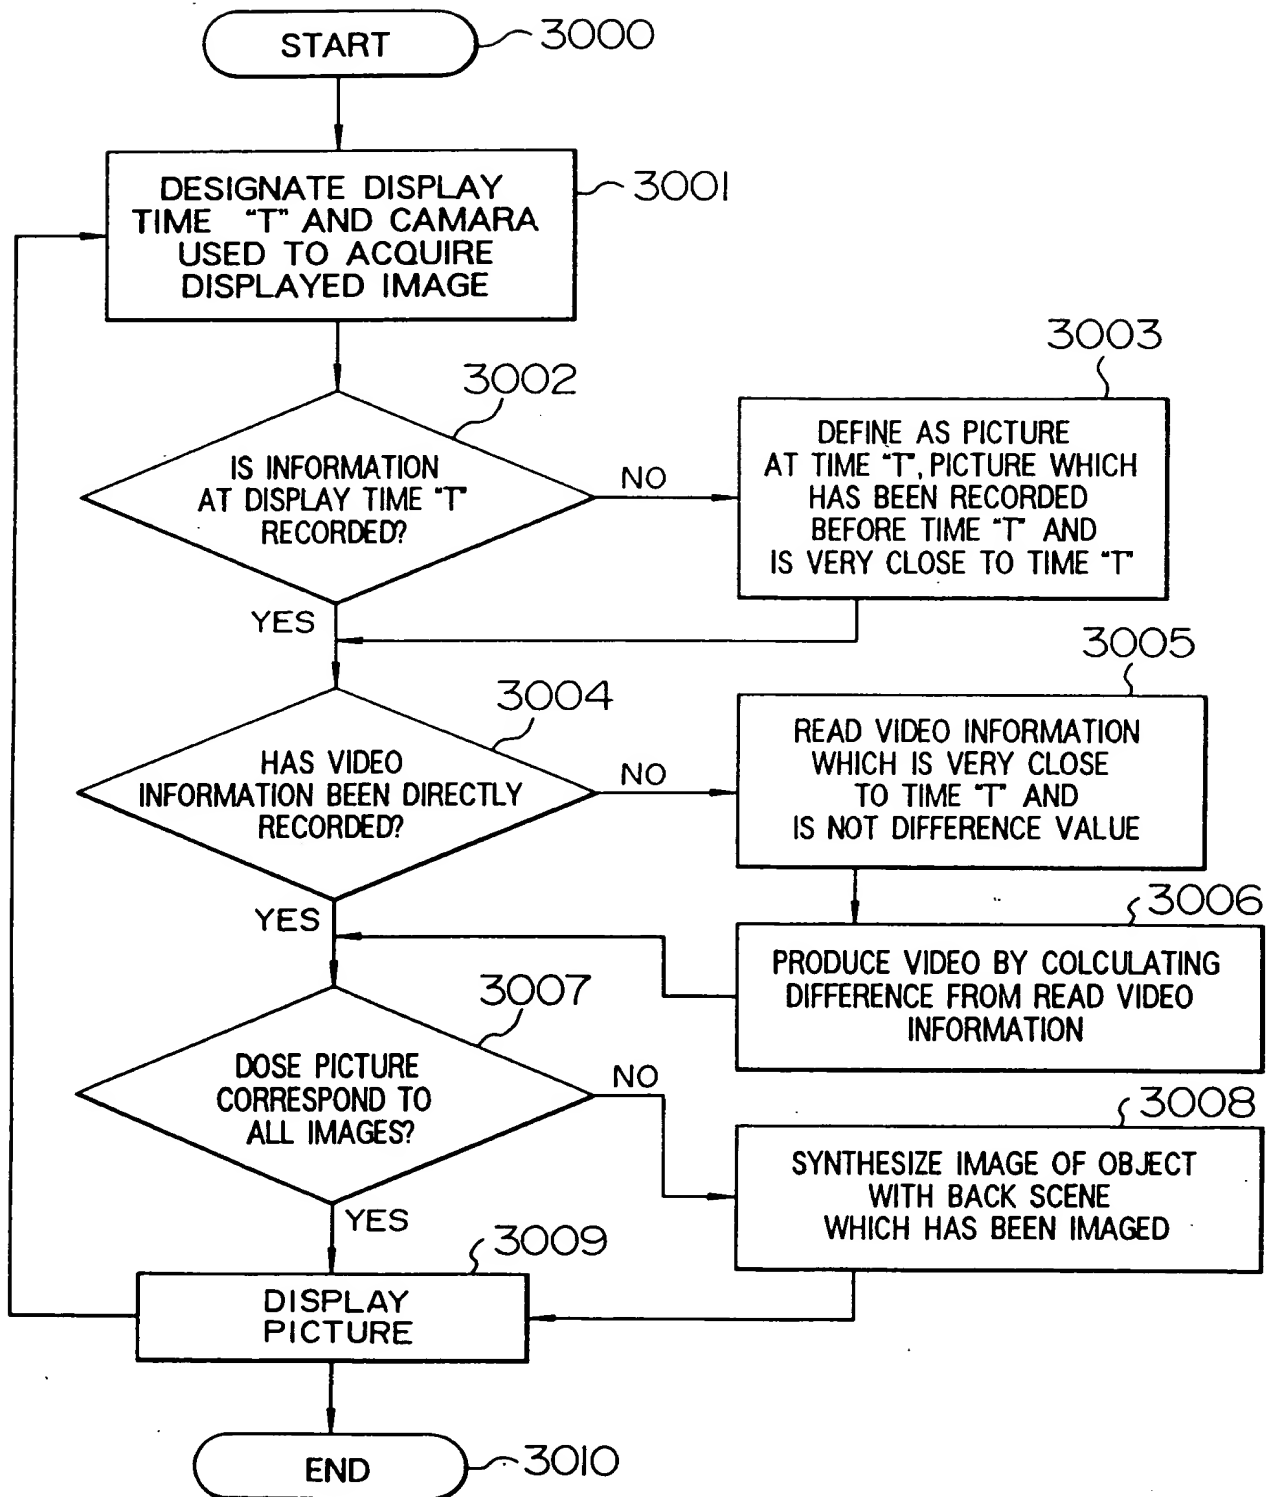 START
3000
DESIGNATE DISPLAY
TIME "T" AND CAMARA
USED TO ACQUIRE
DISPLAYED IMAGE
3001
3002
IS INFORMATION
AT DISPLAY TIME "T"
RECORDED?
NO
YES
3003
DEFINE AS PICTURE
AT TIME "T", PICTURE WHICH
HAS BEEN RECORDED
BEFORE TIME "T" AND
IS VERY CLOSE TO TIME "T"
3004
HAS VIDEO
INFORMATION BEEN DIRECTLY
RECORDED?
NO
YES
3005
READ VIDEO INFORMATION
WHICH IS VERY CLOSE
TO TIME "T" AND
IS NOT DIFFERENCE VALUE
3006
PRODUCE VIDEO BY COLCULATING
DIFFERENCE FROM READ VIDEO
INFORMATION
3007
DOSE PICTURE
CORRESPOND TO
ALL IMAGES?
NO
YES
3008
SYNTHESIZE IMAGE OF OBJECT
WITH BACK SCENE
WHICH HAS BEEN IMAGED
3009
DISPLAY
PICTURE
END
3010